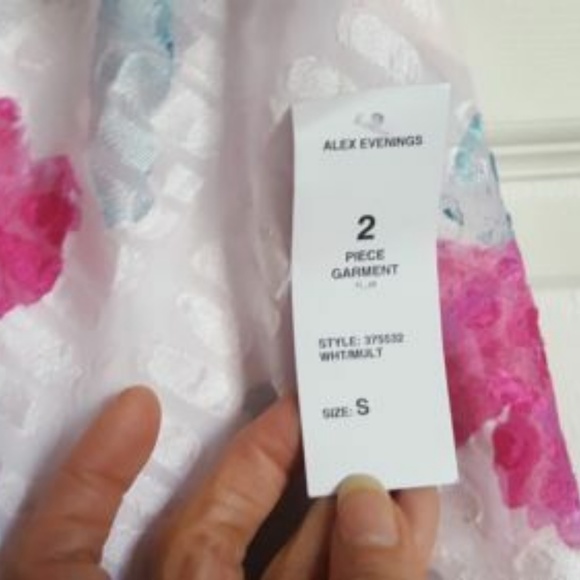 ALEX EVENINGS
2
PIECE
GARMENT
STYLE: 375532
WHT/MULT
SIZE: S